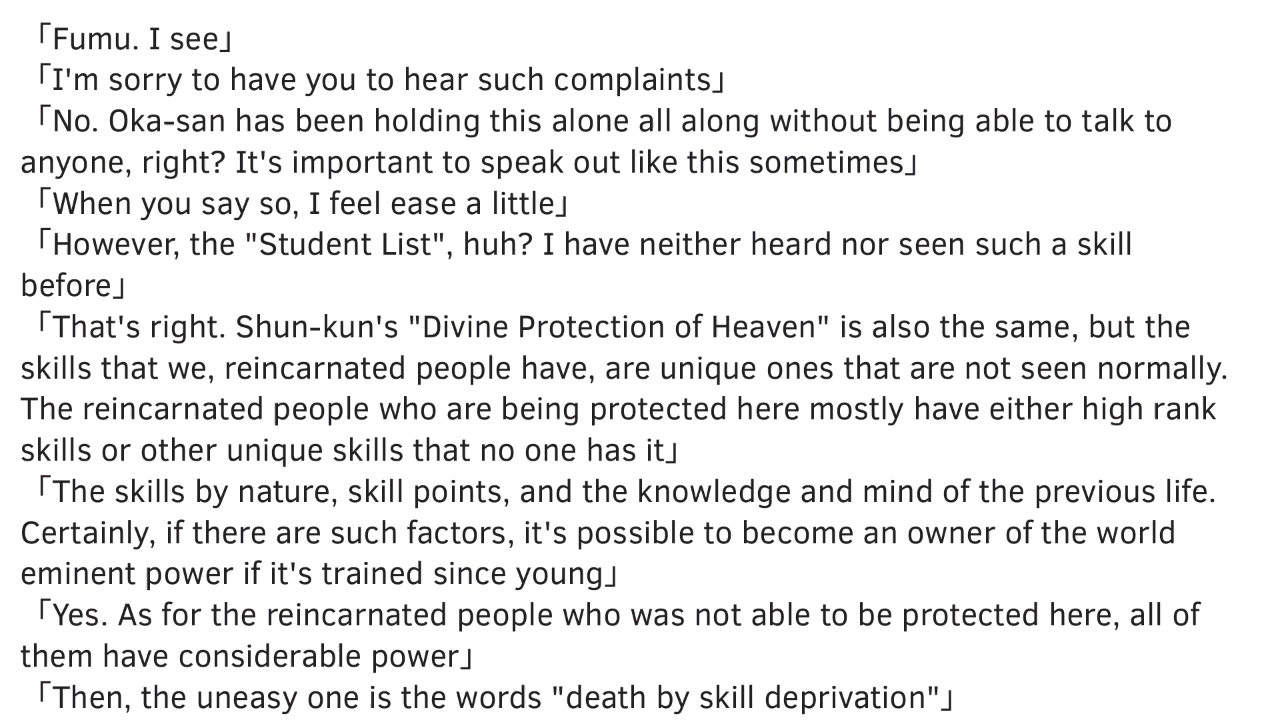 「Fumu. I see」
「I'm sorry to have you to hear such complaints」
「No. Oka-san has been holding this alone all along without being able to talk to
anyone, right? It's important to speak out like this sometimes」
「When you say so, I feel ease a little」
「However, the "Student List", huh? I have neither heard nor seen such a skill
before」
「That's right. Shun-kun's "Divine Protection of Heaven" is also the same, but the
skills that we, reincarnated people have, are unique ones that are not seen normally.
The reincarnated people who are being protected here mostly have either high rank
skills or other unique skills that no one has it」
「The skills by nature, skill points, and the knowledge and mind of the previous life.
Certainly, if there are such factors, it's possible to become an owner of the world
eminent power if it's trained since young」
「Yes. As for the reincarnated people who was not able to be protected here, all of
them have considerable power」
「Then, the uneasy one is the words "death by skill deprivation"」